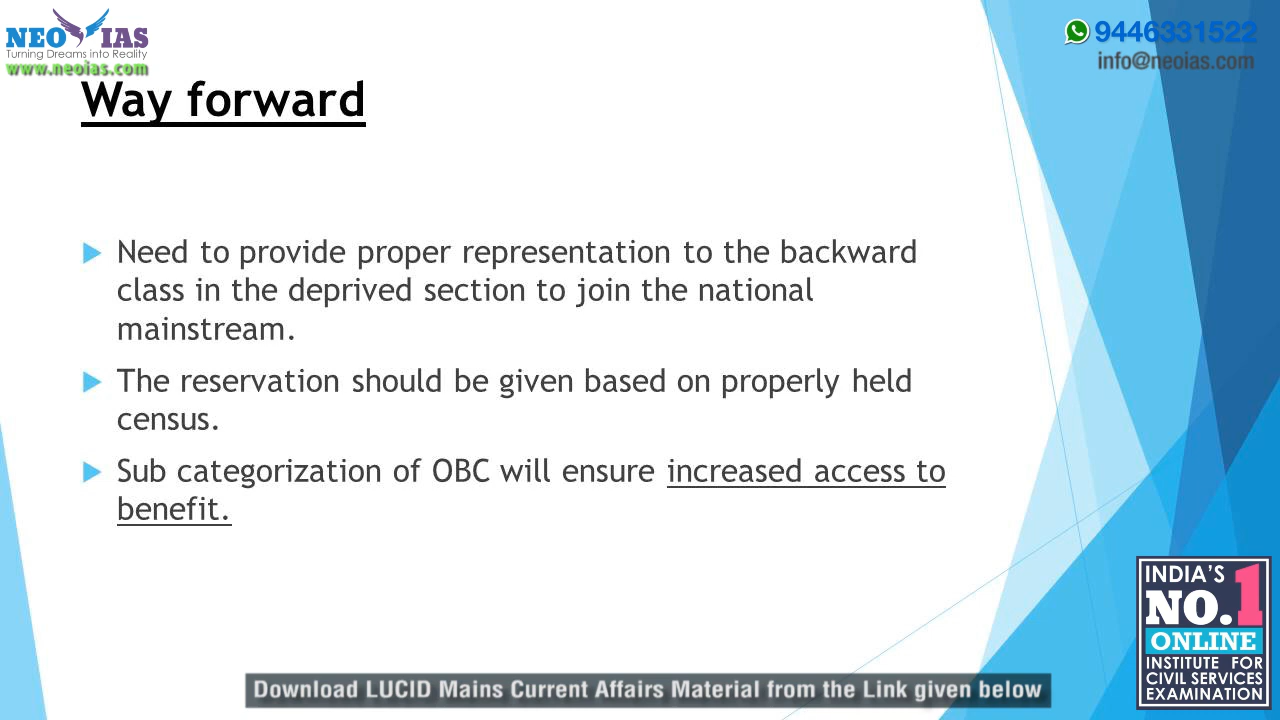 NEO IAS
Turning Dreams into Reality
www.neoias.com
9446331522
info@neoias.com
Way forward
Need to provide proper representation to the backward
class in the deprived section to join the national
mainstream.
The reservation should be given based on properly held
census.
Sub categorization of OBC will ensure increased access to
benefit.
INDIA'S
NO.1
ONLINE
INSTITUTE FOR
CIVIL SERVICES
EXAMINATION
Download LUCID Mains Current Affairs Material from the Link given below